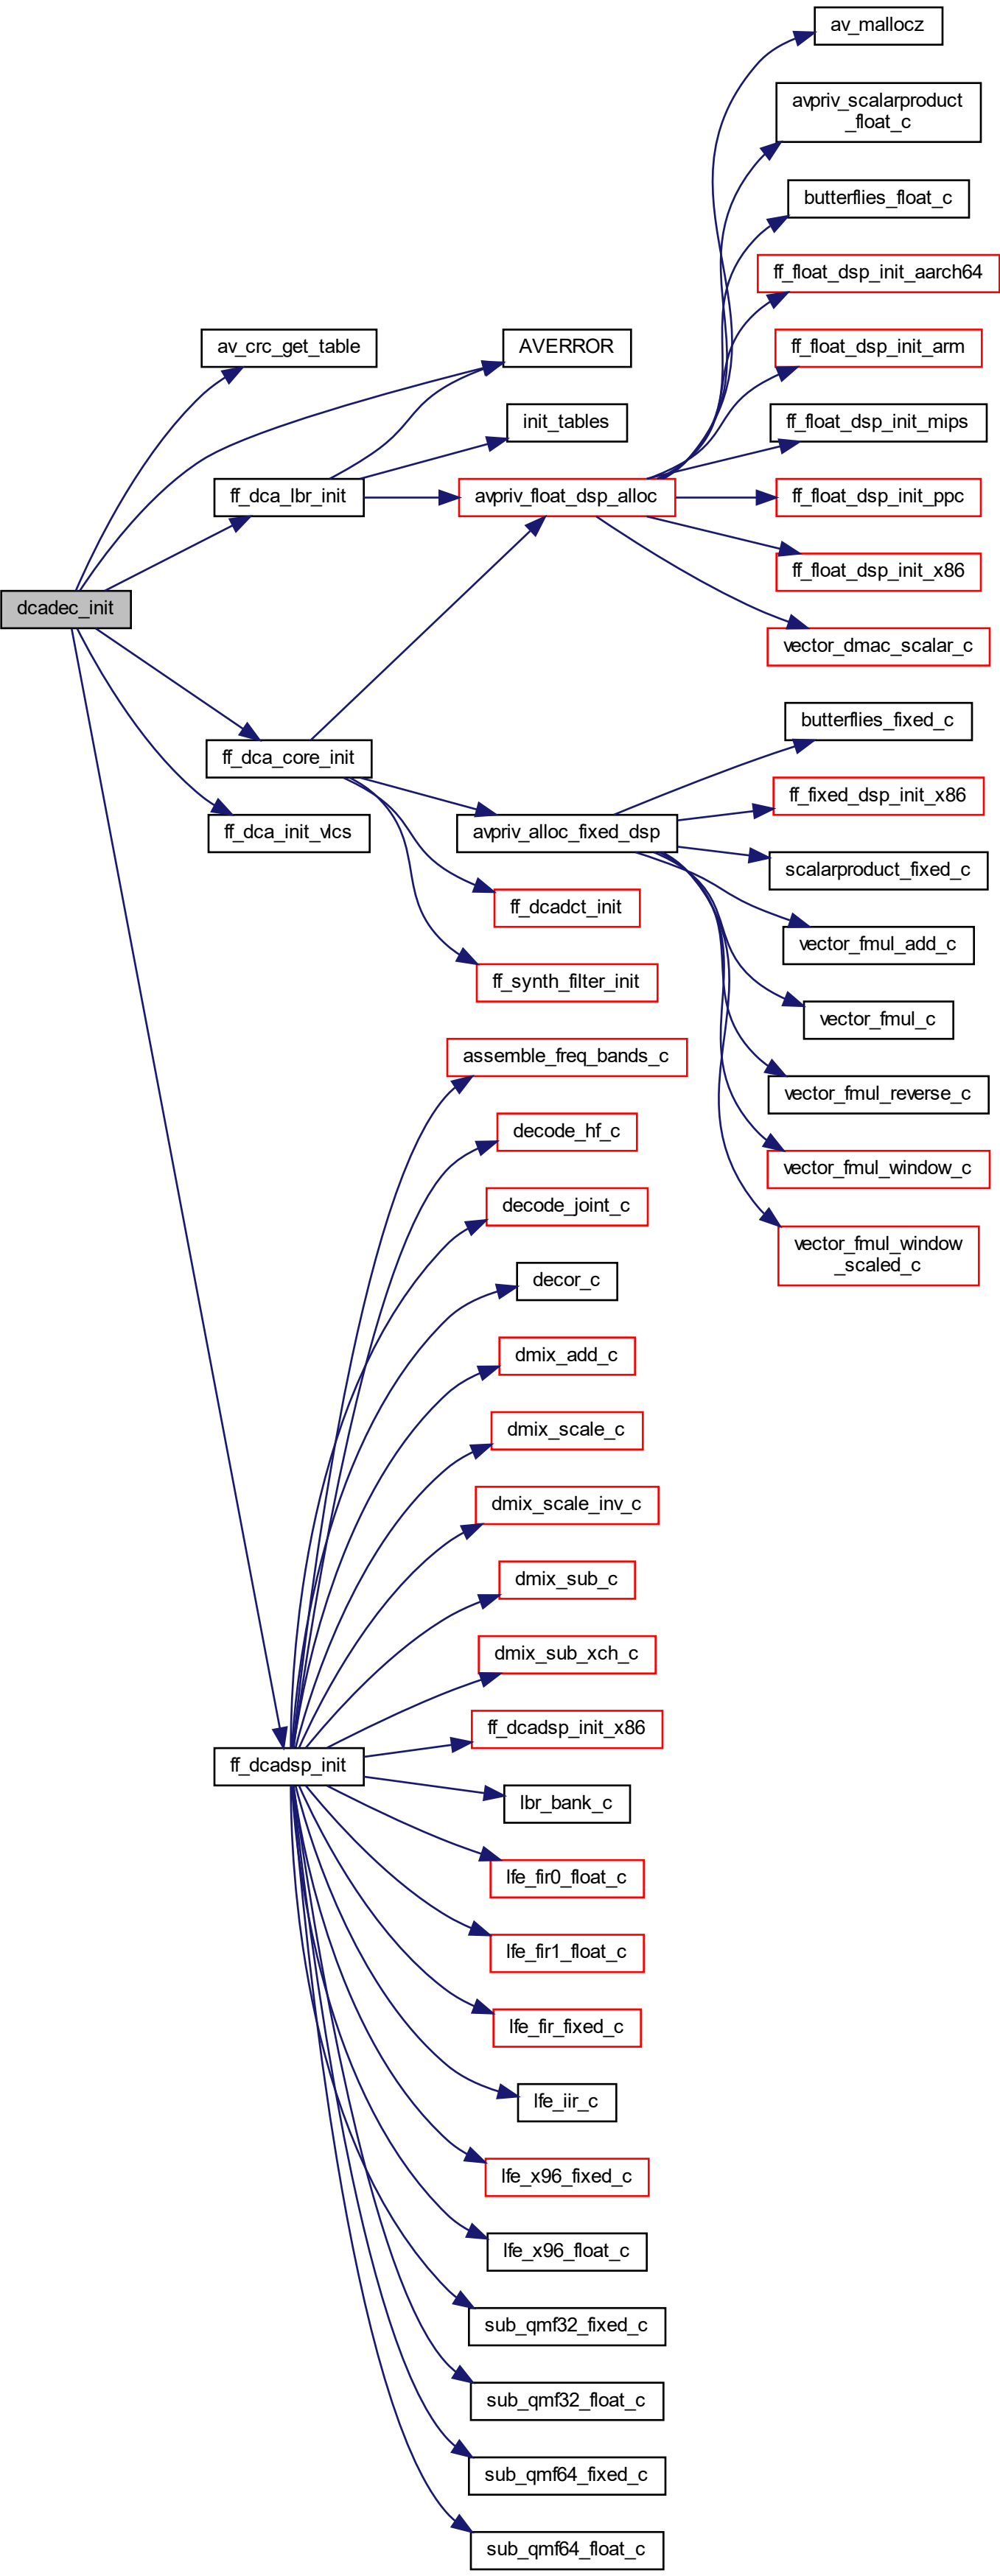 av_mallocz
avpriv_scalarproduct
_float_c
butterflies_float_c
ff_float_dsp_init_aarch64
av_crc_get_table
AVERROR
ff_float_dsp_init_arm
init_tables
ff_float_dsp_init_mips
ff_dca_lbr_init
avpriv_float_dsp_alloc
ff_float_dsp_init_ppc
ff_float_dsp_init_x86
dcadec_init
vector_dmac_scalar_c
butterflies_fixed_c
ff_dca_core_init
ff_fixed_dsp_init_x86
ff_dca_init_vlcs
avpriv_alloc_fixed_dsp
scalarproduct_fixed_c
ff_dcadct_init
vector_fmul_add_c
ff_synth_filter_init
vector_fmul_c
assemble_freq_bands_c
vector_fmul_reverse_c
decode_hf_c
vector_fmul_window_c
decode_joint_c
vector_fmul_window
_scaled_c
decor_c
dmix_add_c
dmix_scale_c
dmix_scale_inv_c
dmix_sub_c
dmix_sub_xch_c
ff_dcadsp_init_x86
ff_dcadsp_init
lbr_bank_c
lfe_fir0_float_c
lfe_fir1_float_c
lfe_fir_fixed_c
lfe_iir_c
lfe_x96_fixed_c
lfe_x96_float_c
sub_qmf32_fixed_c
sub_qmf32_float_c
sub_qmf64_fixed_c
sub_qmf64_float_c